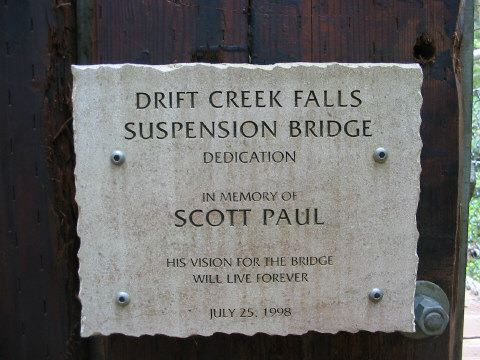 DRIFT CREEK FALLS
SUSPENSION BRIDGE
DEDICATION
IN MEMORY OF
SCOTT PAUL
HIS VISION FOR THE BRIDGE
WILL LIVE FOREVER
JULY 25, 1998